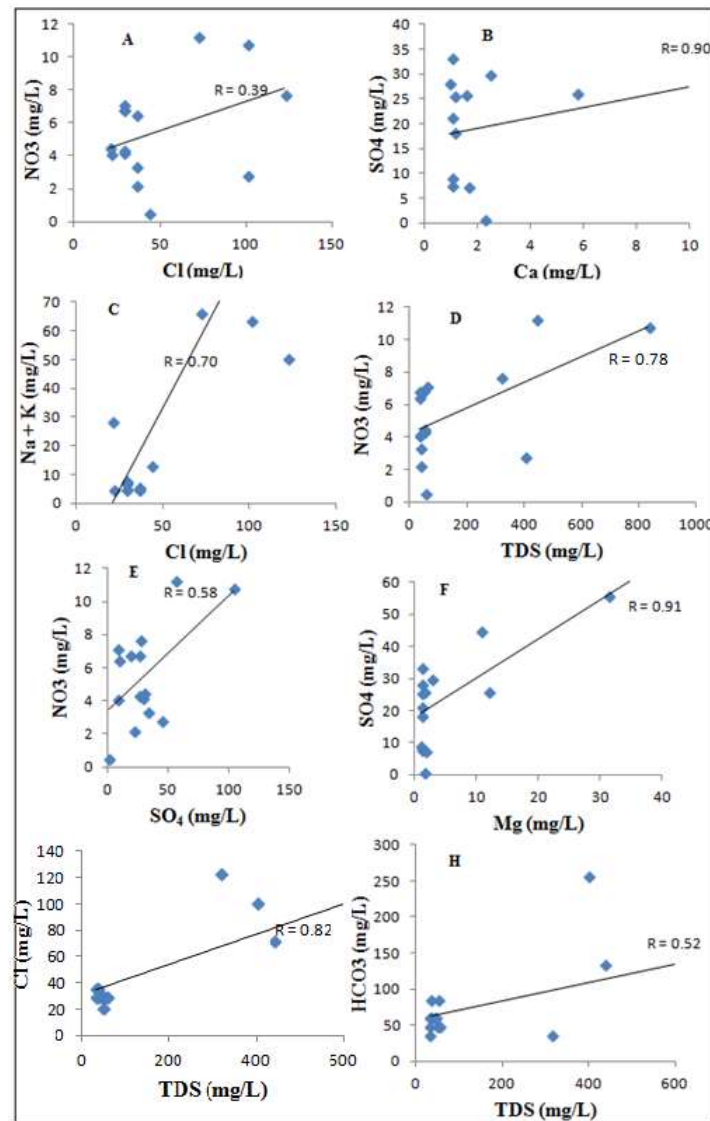 A
NO3 (mg/L)
12
10
8
6
4
2
0
R = 0.39
0 50 100 150
Cl (mg/L)
B
SO4 (mg/L)
40
35
30
25
20
15
10
5
0
R = 0.90
0 2 4 6 8 10
Ca (mg/L)
C
Na + K (mg/L)
70
60
50
40
30
20
10
0
R = 0.70
0 50 100 150
Cl (mg/L)
D
NO3 (mg/L)
12
10
8
6
4
2
0
R = 0.78
0 200 400 600 800 1000
TDS (mg/L)
E
NO3 (mg/L)
12
10
8
6
4
2
0
R = 0.58
0 50 100 150
SO₄ (mg/L)
F
SO4 (mg/L)
60
50
40
30
20
10
0
R = 0.91
0 20 40
Mg (mg/L)
Cl (mg/L)
140
120
100
80
60
40
20
0
R = 0.82
0 100 200 300 400 500
TDS (mg/L)
H
HCO3 (mg/L)
300
250
200
150
100
50
0
R = 0.52
0 200 400 600
TDS (mg/L)